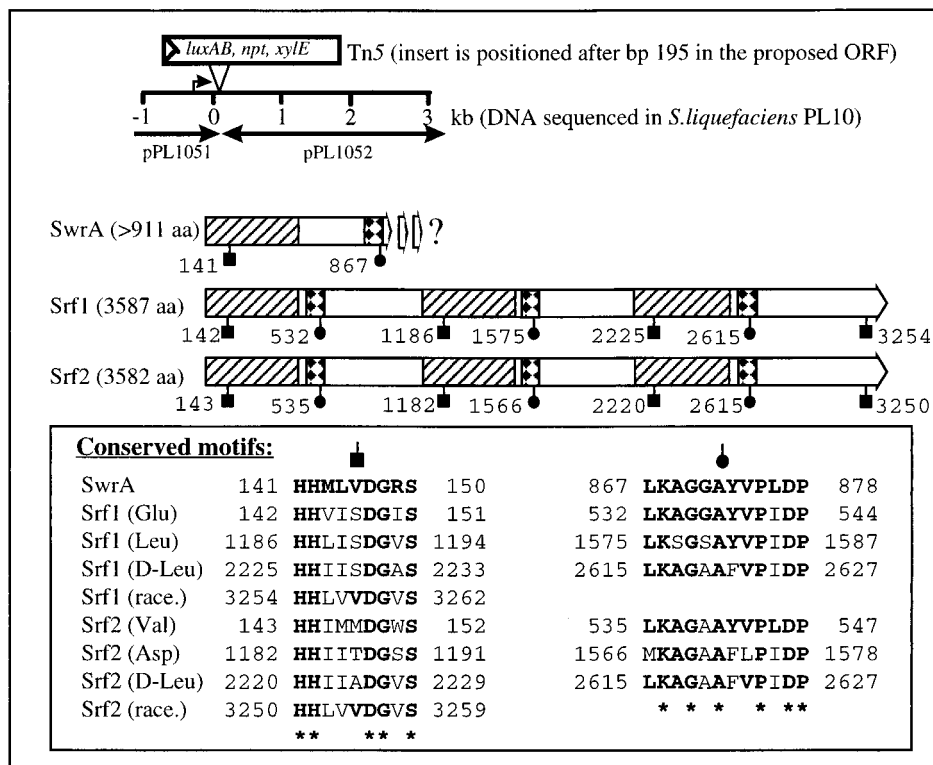 luxAB, npt, xylE
Tn5 (insert is positioned after bp 195 in the proposed ORF)
-1 0 1 2 3 kb (DNA sequenced in S.liquefaciens PL10)
pPL1051 pPL1052
SwrA (>911 aa) ?
141 867
Srf1 (3587 aa)
142 532 1186 1575 2225 2615 3254
Srf2 (3582 aa)
143 535 1182 1566 2220 2615 3250
Conserved motifs:
SwrA 141 HHMLVDGRS 150 867 LKAGGAYVPLDP 878
Srf1 (Glu) 142 HHVISDGIS 151 532 LKAGGAYVPIDP 544
Srf1 (Leu) 1186 HHLISDGVS 1194 1575 LKSGSAYVPIDP 1587
Srf1 (D-Leu) 2225 HHIISDGAS 2233 2615 LKAGAAFVPIDP 2627
Srf1 (race.) 3254 HHLVVDGVS 3262
Srf2 (Val) 143 HHIMMDGWS 152 535 LKAGAAYVPLDP 547
Srf2 (Asp) 1182 HHIITDGSS 1191 1566 MKAGAAFLPIDP 1578
Srf2 (D-Leu) 2220 HHIIADGVS 2229 2615 LKAGAAFVPIDP 2627
Srf2 (race.) 3250 HHLVVDGVS 3259 * * * * **
** ** *